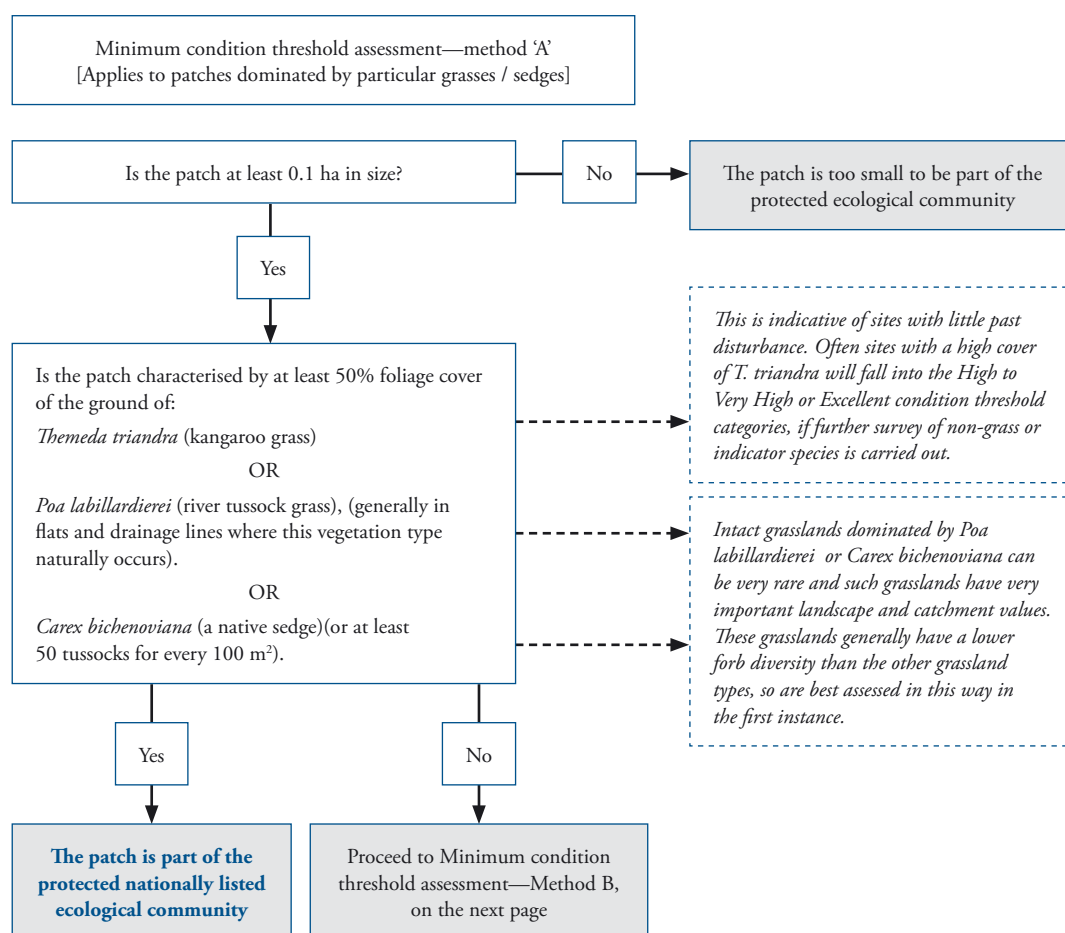 Minimum condition threshold assessment—method ‘A’
[Applies to patches dominated by particular grasses / sedges]
Is the patch at least 0.1 ha in size?
No
The patch is too small to be part of the
protected ecological community
Yes
Is the patch characterised by at least 50% foliage cover
of the ground of:
Themeda triandra (kangaroo grass)
OR
Poa labillardierei (river tussock grass), (generally in
flats and drainage lines where this vegetation type
naturally occurs).
OR
Carex bichenoviana (a native sedge)(or at least
50 tussocks for every 100 m²).
This is indicative of sites with little past
disturbance. Often sites with a high cover
of T. triandra will fall into the High to
Very High or Excellent condition threshold
categories, if further survey of non-grass or
indicator species is carried out.
Intact grasslands dominated by Poa
labillardierei or Carex bichenoviana can
be very rare and such grasslands have very
important landscape and catchment values.
These grasslands generally have a lower
forb diversity than the other grassland
types, so are best assessed in this way in
the first instance.
Yes
No
The patch is part of the
protected nationally listed
ecological community
Proceed to Minimum condition
threshold assessment—Method B,
on the next page